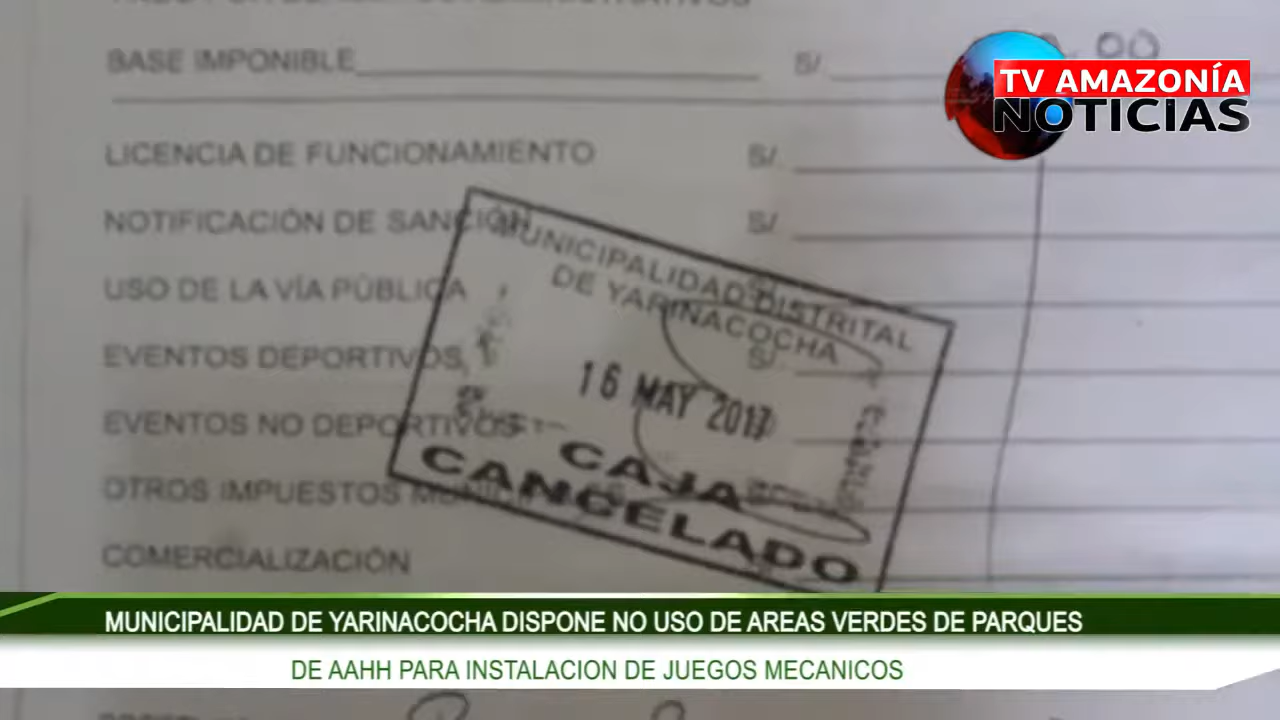 BASE IMPONIBLE S/
TV AMAZONÍA
NOTICIAS
LICENCIA DE FUNCIONAMIENTO S/
NOTIFICACIÓN DE SANCIÓN S/
USO DE LA VÍA PÚBLICA
EVENTOS DEPORTIVOS S/
EVENTOS NO DEPORTIVOS
OTROS IMPUESTOS
COMERCIALIZACIÓN
MUNICIPALIDAD DISTRITAL
DE YARINACOCHA
16 MAY 2017
CAJA
CANCELADO
MUNICIPALIDAD DE YARINACOCHA DISPONE NO USO DE AREAS VERDES DE PARQUES
DE AAHH PARA INSTALACION DE JUEGOS MECANICOS